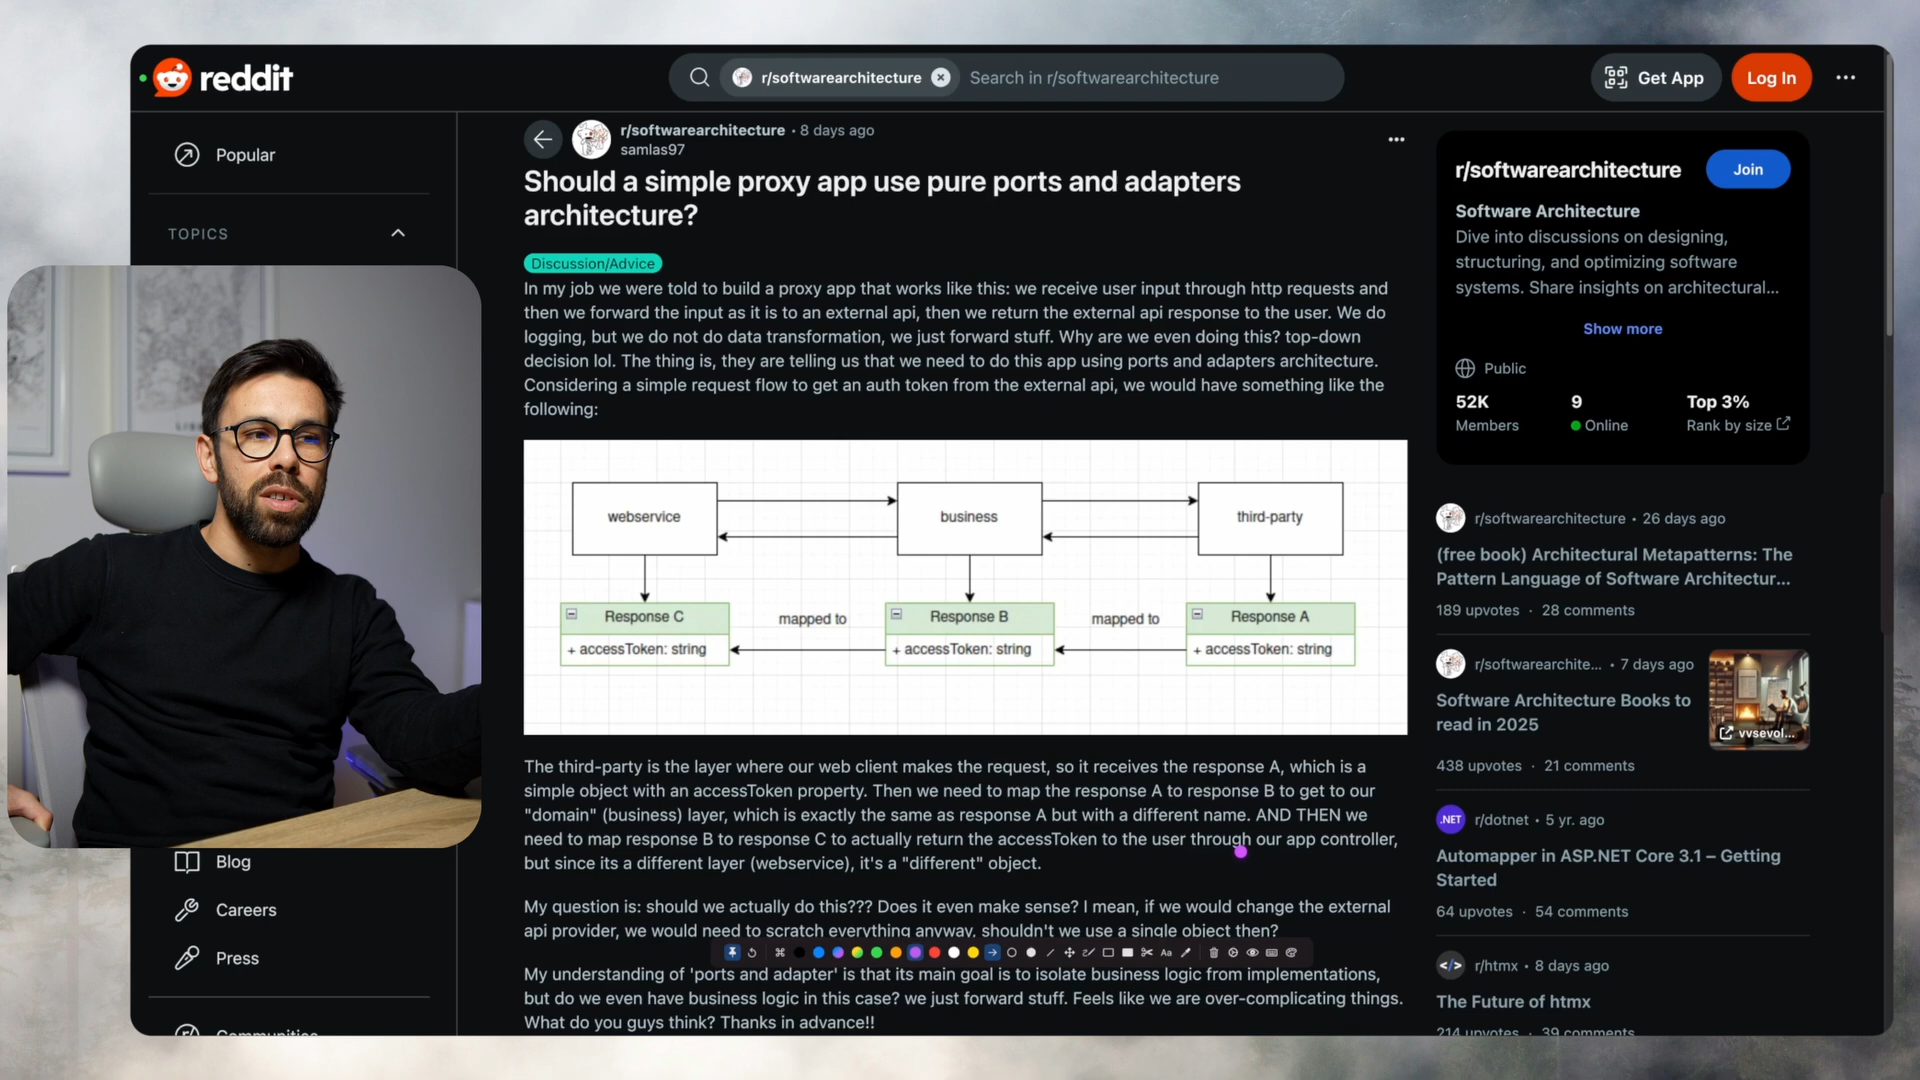 reddit
r/softwarearchitecture
Search in r/softwarearchitecture
Get App
Log In
Popular
TOPICS
Blog
Careers
Press
Communities
r/softwarearchitecture • 8 days ago
samlas97
Should a simple proxy app use pure ports and adapters
architecture?
Discussion/Advice
In my job we were told to build a proxy app that works like this: we receive user input through http requests and
then we forward the input as it is to an external api, then we return the external api response to the user. We do
logging, but we do not do data transformation, we just forward stuff. Why are we even doing this? top-down
decision lol. The thing is, they are telling us that we need to do this app using ports and adapters architecture.
Considering a simple request flow to get an auth token from the external api, we would have something like the
following:
webservice
business
third-party
Response C
mapped to
Response B
mapped to
Response A
+ accessToken: string
+ accessToken: string
+ accessToken: string
The third-party is the layer where our web client makes the request, so it receives the response A, which is a
simple object with an accessToken property. Then we need to map the response A to response B to get to our
"domain" (business) layer, which is exactly the same as response A but with a different name. AND THEN we
need to map response B to response C to actually return the accessToken to the user through our app controller,
but since its a different layer (webservice), it's a "different" object.
My question is: should we actually do this??? Does it even make sense? I mean, if we would change the external
api provider, we would need to scratch everything anyway, shouldn't we use a single object then?
Aa
My understanding of 'ports and adapter' is that its main goal is to isolate business logic from implementations,
but do we even have business logic in this case? we just forward stuff. Feels like we are over-complicating things.
What do you guys think? Thanks in advance!!
r/softwarearchitecture
Join
Software Architecture
Dive into discussions on designing,
structuring, and optimizing software
systems. Share insights on architectural...
Show more
Public
52K
9
Top 3%
Members
Online
Rank by size
r/softwarearchitecture • 26 days ago
(free book) Architectural Metapatterns: The
Pattern Language of Software Architectur...
189 upvotes · 28 comments
r/softwarearchite... • 7 days ago
Software Architecture Books to
read in 2025
vvsevol...
438 upvotes · 21 comments
.NET
r/dotnet • 5 yr. ago
Automapper in ASP.NET Core 3.1 – Getting
Started
64 upvotes · 54 comments
</>
r/htmx • 8 days ago
The Future of htmx
214 upvotes · 39 comments